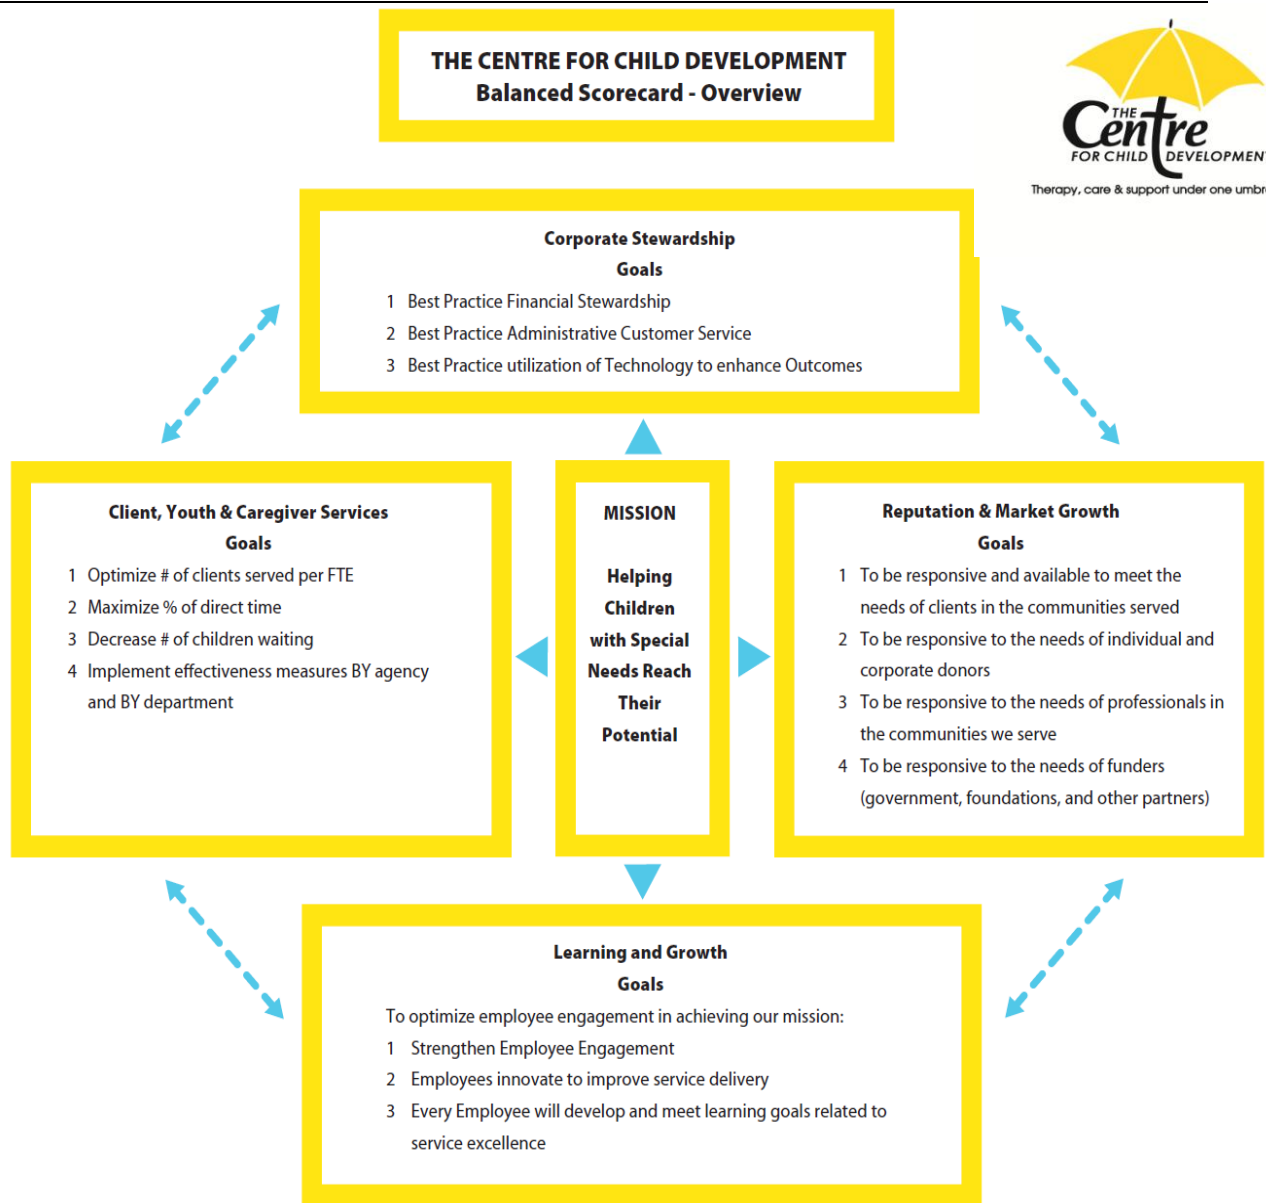 THE CENTRE FOR CHILD DEVELOPMENT
Balanced Scorecard - Overview
THE
Centre
FOR CHILD DEVELOPMEN
Therapy, care & support under one umbr
Corporate Stewardship
Goals
1 Best Practice Financial Stewardship
2 Best Practice Administrative Customer Service
3 Best Practice utilization of Technology to enhance Outcomes
Client, Youth & Caregiver Services
Goals
1 Optimize # of clients served per FTE
2 Maximize % of direct time
3 Decrease # of children waiting
4 Implement effectiveness measures BY agency
and BY department
MISSION
Helping
Children
with Special
Needs Reach
Their
Potential
Reputation & Market Growth
Goals
1 To be responsive and available to meet the
needs of clients in the communities served
2 To be responsive to the needs of individual and
corporate donors
3 To be responsive to the needs of professionals in
the communities we serve
4 To be responsive to the needs of funders
(government, foundations, and other partners)
Learning and Growth
Goals
To optimize employee engagement in achieving our mission:
1 Strengthen Employee Engagement
2 Employees innovate to improve service delivery
3 Every Employee will develop and meet learning goals related to
service excellence